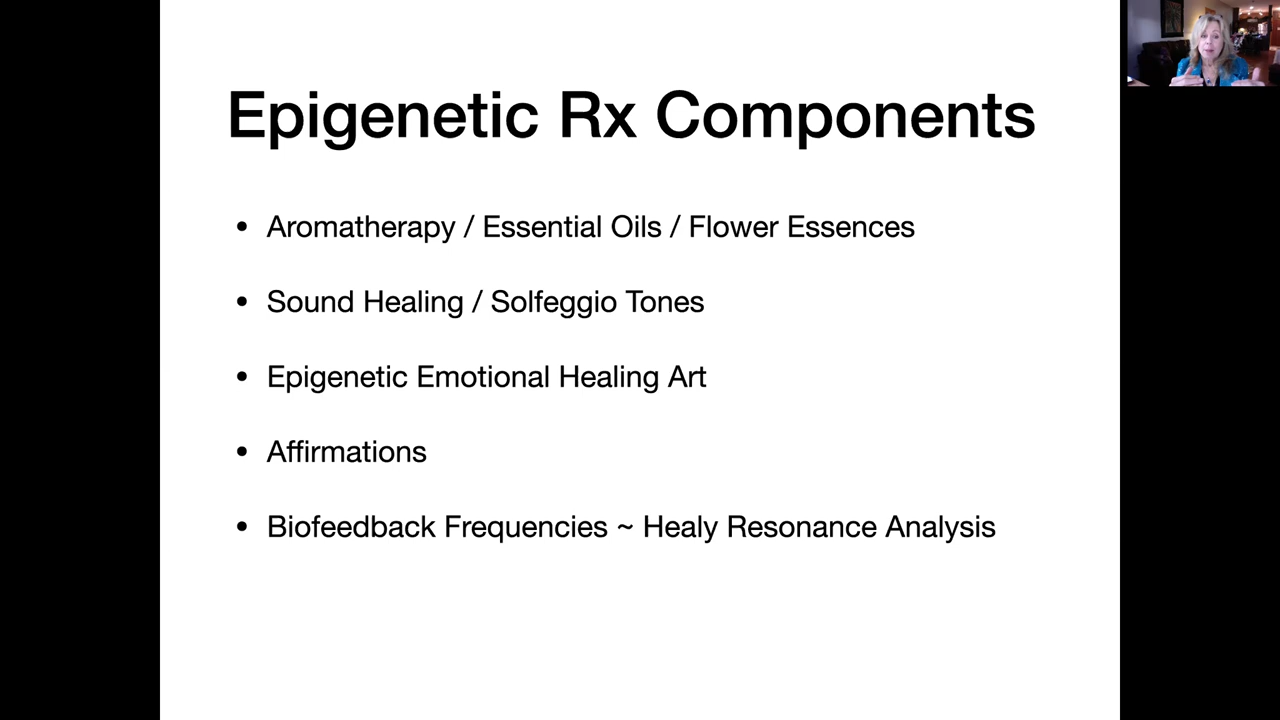 Epigenetic Rx Components
• Aromatherapy / Essential Oils / Flower Essences
• Sound Healing / Solfeggio Tones
• Epigenetic Emotional Healing Art
• Affirmations
• Biofeedback Frequencies ~ Healy Resonance Analysis